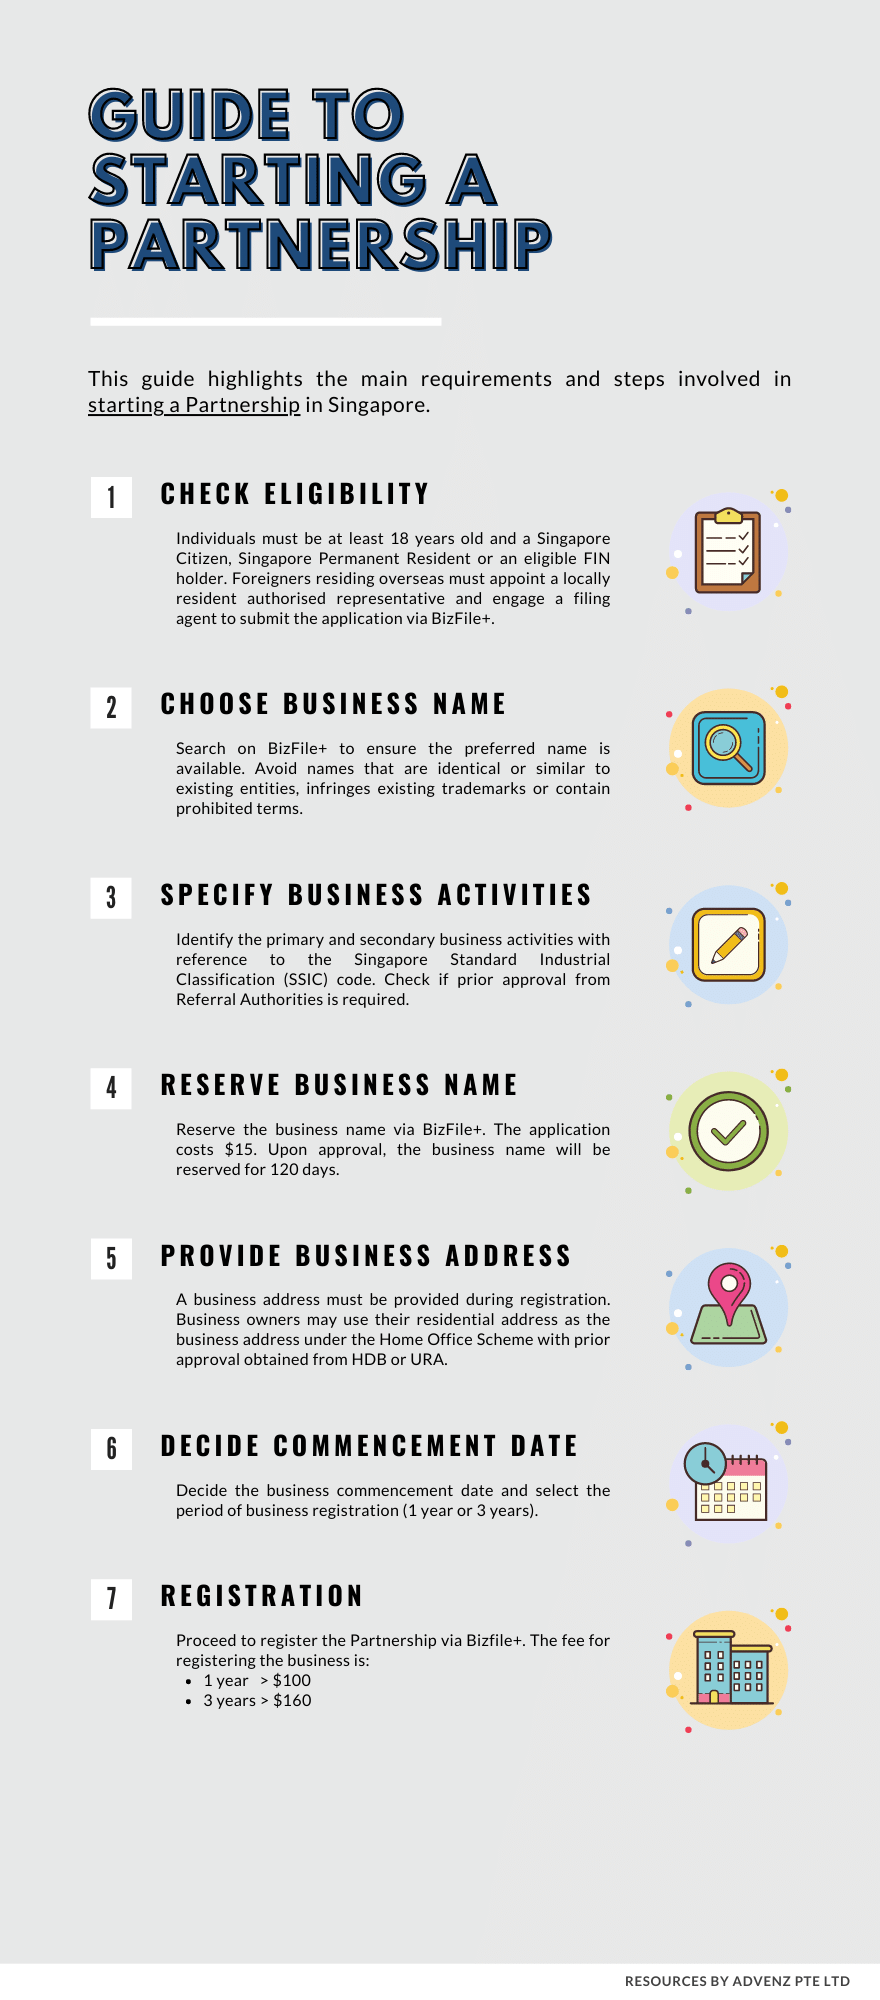 GUIDE TO
STARTING A
PARTNERSHIP
This guide highlights the main requirements and steps involved in
starting a Partnership in Singapore.
1 CHECK ELIGIBILITY
Individuals must be at least 18 years old and a Singapore
Citizen, Singapore Permanent Resident or an eligible FIN
holder. Foreigners residing overseas must appoint a locally
resident authorised representative and engage a filing
agent to submit the application via BizFile+.
2 CHOOSE BUSINESS NAME
Search on BizFile+ to ensure the preferred name is
available. Avoid names that are identical or similar to
existing entities, infringes existing trademarks or contain
prohibited terms.
3 SPECIFY BUSINESS ACTIVITIES
Identify the primary and secondary business activities with
reference to the Singapore Standard Industrial
Classification (SSIC) code. Check if prior approval from
Referral Authorities is required.
4 RESERVE BUSINESS NAME
Reserve the business name via BizFile+. The application
costs $15. Upon approval, the business name will be
reserved for 120 days.
5 PROVIDE BUSINESS ADDRESS
A business address must be provided during registration.
Business owners may use their residential address as the
business address under the Home Office Scheme with prior
approval obtained from HDB or URA.
6 DECIDE COMMENCEMENT DATE
Decide the business commencement date and select the
period of business registration (1 year or 3 years).
7 REGISTRATION
Proceed to register the Partnership via Bizfile+. The fee for
registering the business is:
• 1 year > $100
• 3 years > $160
RESOURCES BY ADVENZ PTE LTD